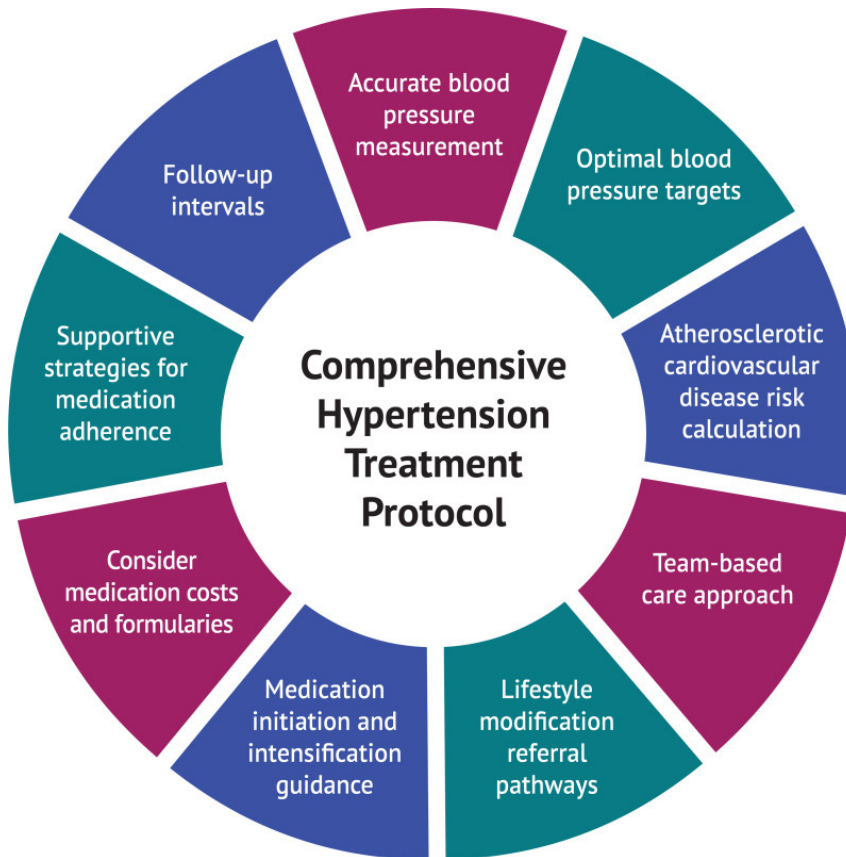 Comprehensive
Hypertension
Treatment
Protocol
Accurate blood
pressure
measurement
Optimal blood
pressure targets
Atherosclerotic
cardiovascular
disease risk
calculation
Team-based
care approach
Lifestyle
modification
referral
pathways
Medication
initiation and
intensification
guidance
Consider
medication costs
and formularies
Supportive
strategies for
medication
adherence
Follow-up
intervals